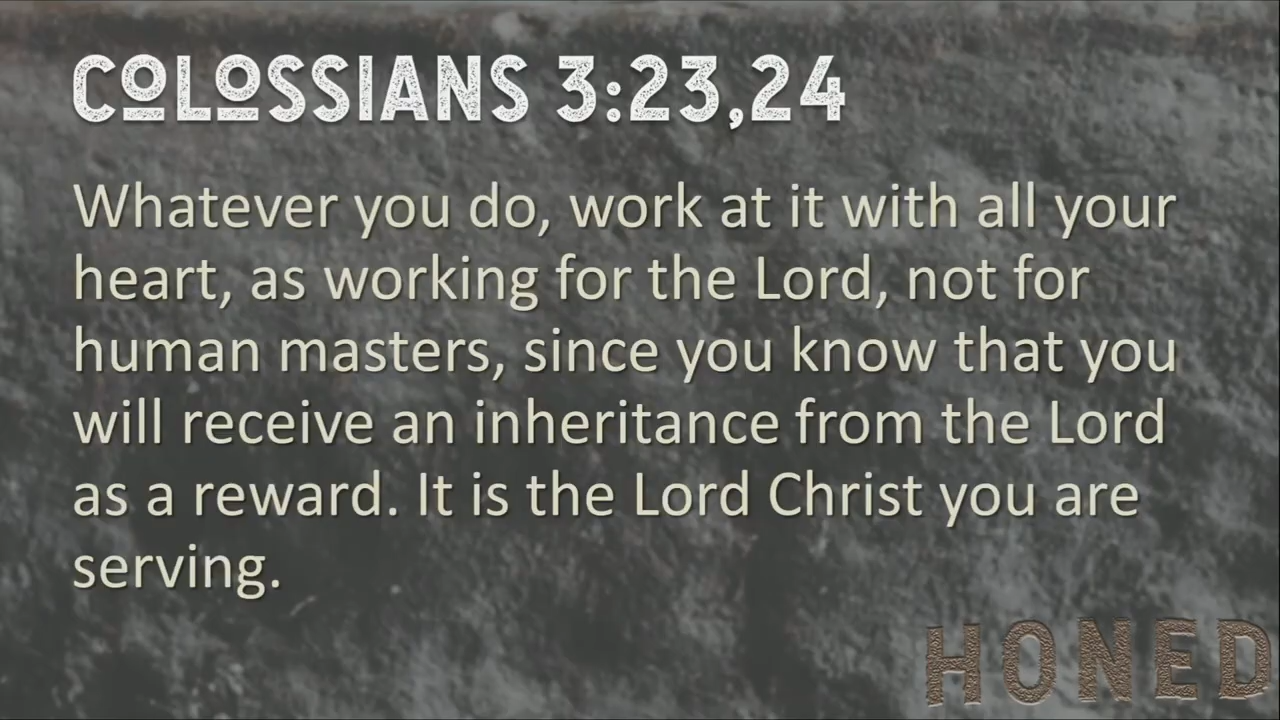 COLOSSIANS 3:23,24
Whatever you do, work at it with all your
heart, as working for the Lord, not for
human masters, since you know that you
will receive an inheritance from the Lord
as a reward. It is the Lord Christ you are
serving.
HONED